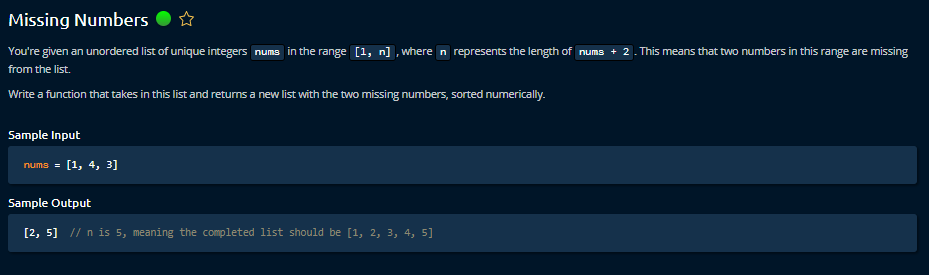 Missing Numbers
You're given an unordered list of unique integers nums in the range [1, n], where n represents the length of nums + 2. This means that two numbers in this range are missing
from the list.
Write a function that takes in this list and returns a new list with the two missing numbers, sorted numerically.
Sample Input
nums = [1, 4, 3]
Sample Output
[2, 5] // n is 5, meaning the completed list should be [1, 2, 3, 4, 5]